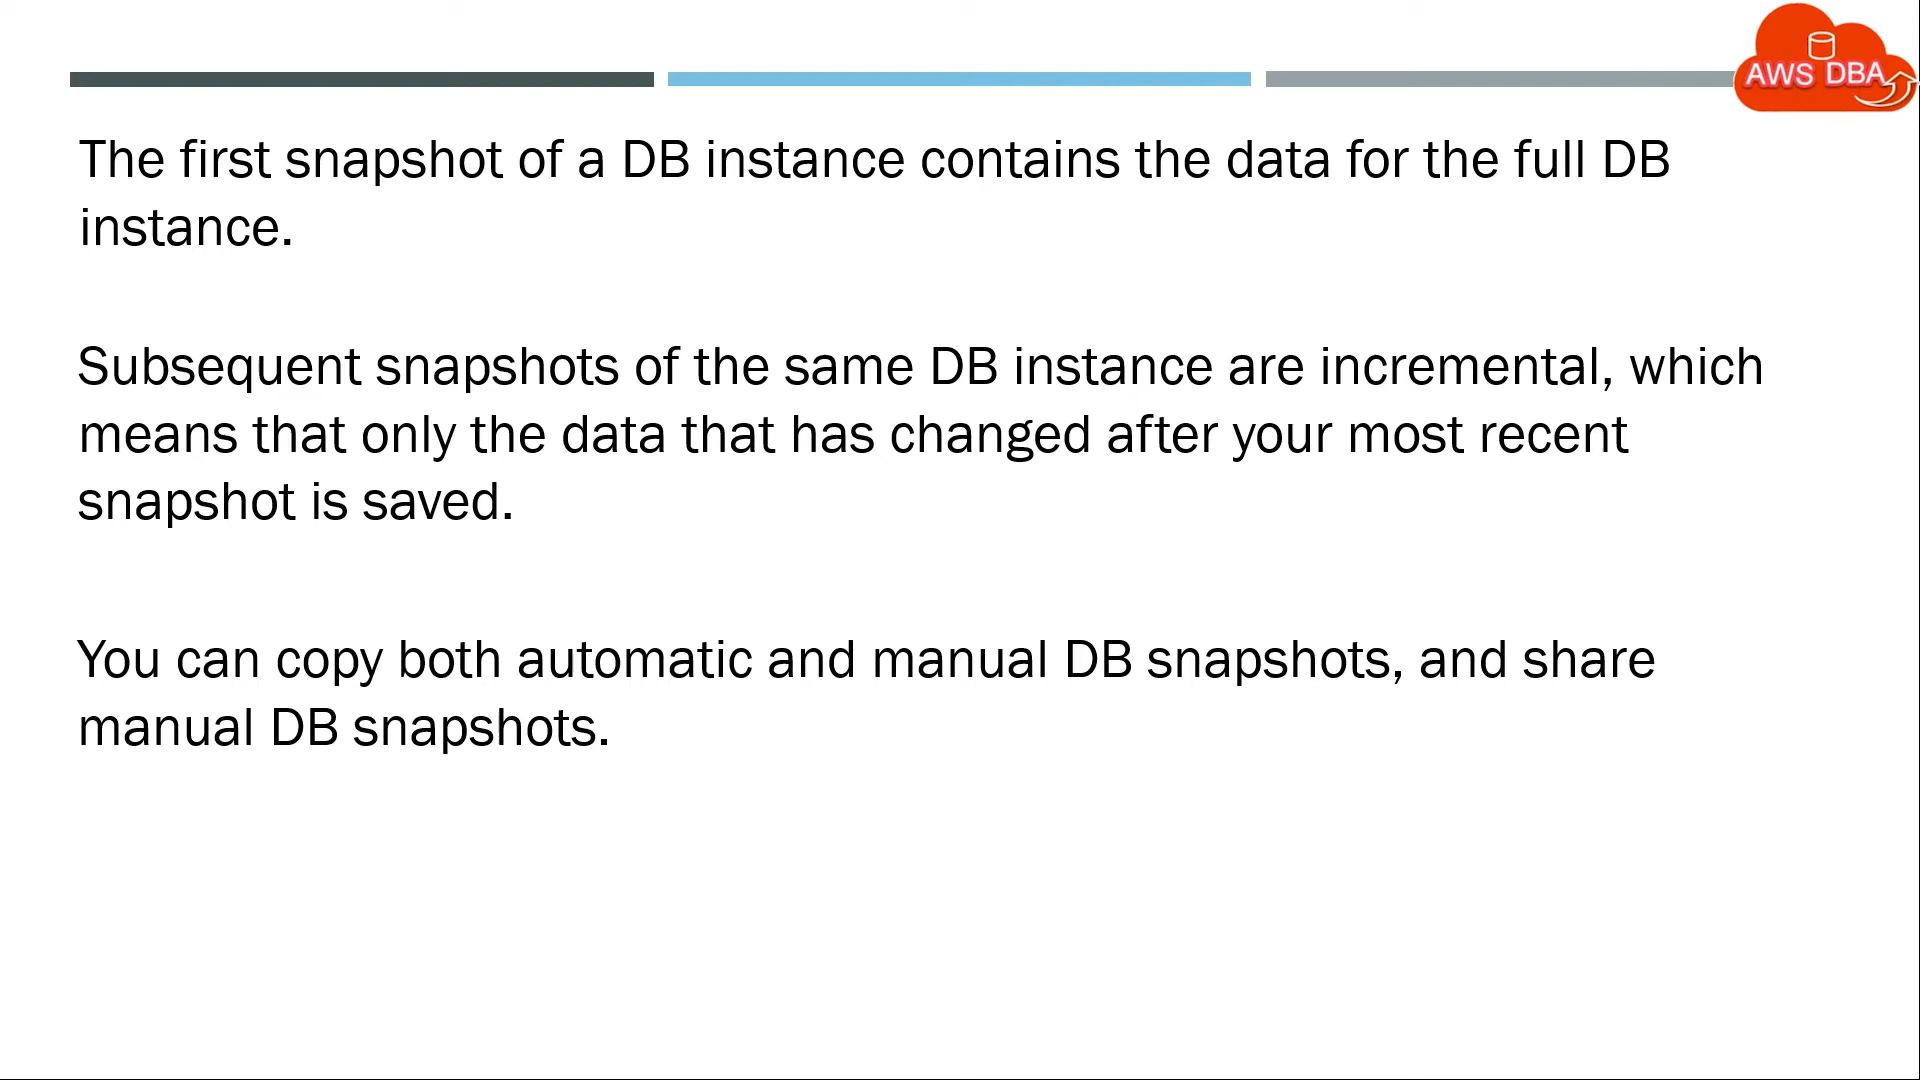 AWS DBA
The first snapshot of a DB instance contains the data for the full DB
instance.
Subsequent snapshots of the same DB instance are incremental, which
means that only the data that has changed after your most recent
snapshot is saved.
You can copy both automatic and manual DB snapshots, and share
manual DB snapshots.